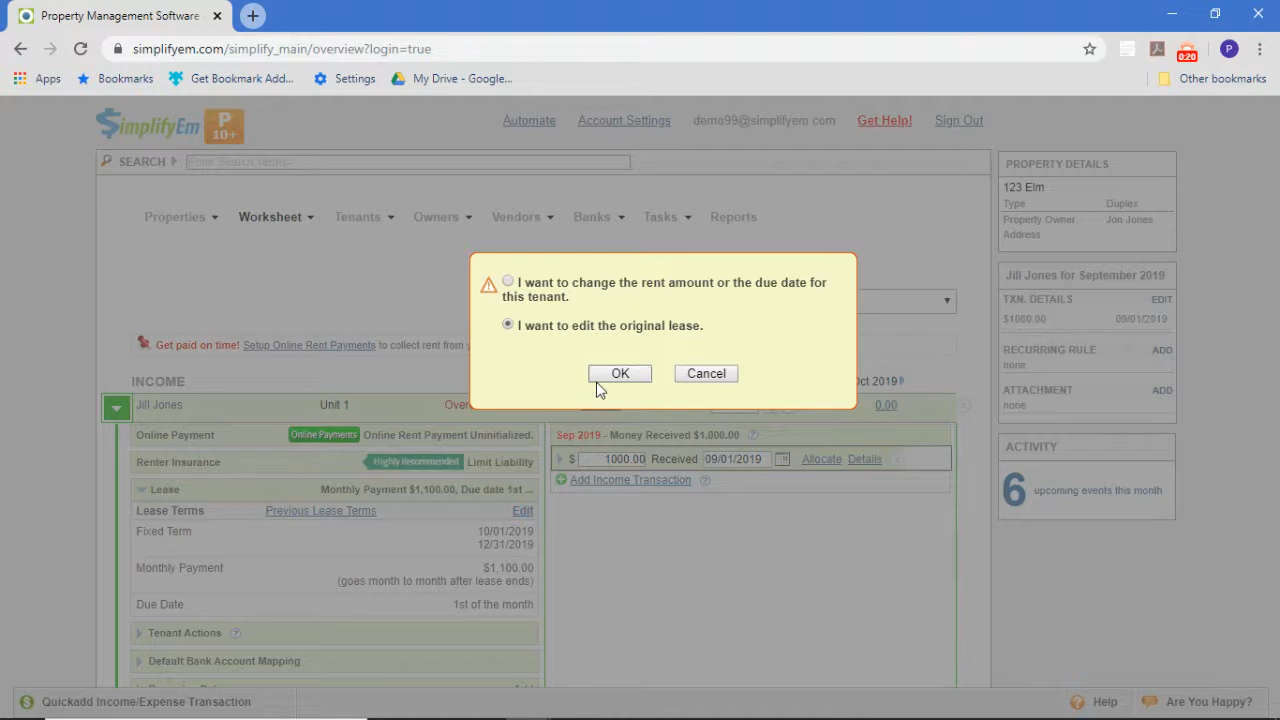 Property Management Software
simplifyem.com/simplify_main/overview?login=true
P
0:20
Apps Bookmarks Get Bookmark Add... Settings My Drive - Google... Other bookmarks
SimplifyEm P 10+
Automate Account Settings demo99@simplifyem.com Get Help! Sign Out
SEARCH Enter Search Terms
Properties Worksheet Tenants Owners Vendors Banks Tasks Reports
I want to change the rent amount or the due date for
this tenant.
I want to edit the original lease.
OK Cancel
Get paid on time! Setup Online Rent Payments to collect rent from
INCOME Oct 2019
Jill Jones Unit 1 0.00
Online Payment Online Payments Online Rent Payment Uninitialized.
Renter Insurance Highly Recommended Limit Liability
Lease Monthly Payment $1,100.00, Due date 1st ...
Lease Terms Previous Lease Terms Edit
Fixed Term 10/01/2019
12/31/2019
Monthly Payment $1,100.00
(goes month to month after lease ends)
Due Date 1st of the month
Tenant Actions
Default Bank Account Mapping
Sep 2019 - Money Received $1,000.00
$ 1000.00 Received 09/01/2019 Allocate Details
Add Income Transaction
PROPERTY DETAILS
123 Elm
Type Duplex
Property Owner Jon Jones
Address
Jill Jones for September 2019
TXN. DETAILS EDIT
$1000.00 09/01/2019
RECURRING RULE ADD
none
ATTACHMENT ADD
none
ACTIVITY
6 upcoming events this month
Quickadd Income/Expense Transaction Help Are You Happy?